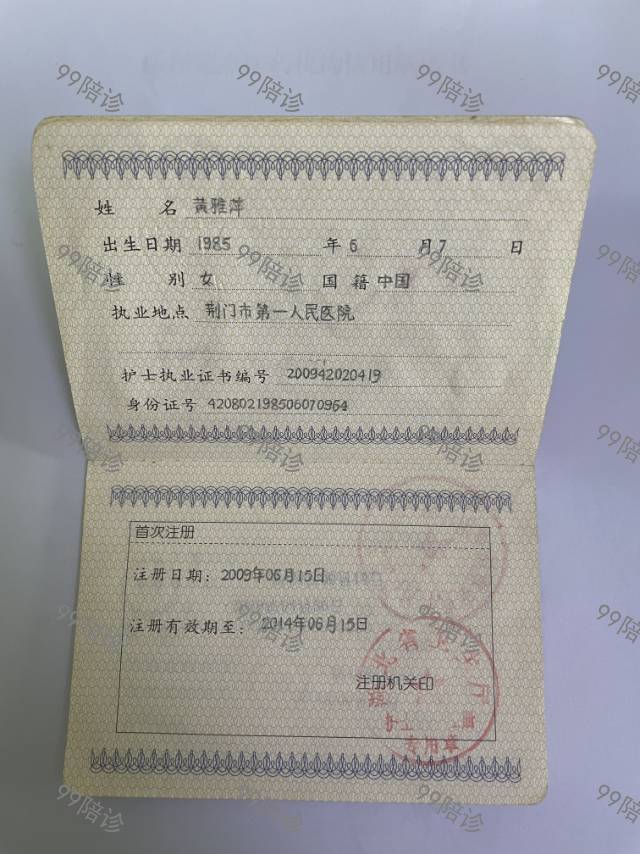 姓 名 黄雅萍
出生日期 1985 年 6 月 7 日
性 别 女 国 籍 中国
执业地点 荆门市第一人民医院
护士执业证书编号 200942020419
身份证号 420802198506070964
首次注册
注册日期：2009年06月15日
注册有效期至：2014年06月15日
注册机关印
专用章
99陪诊